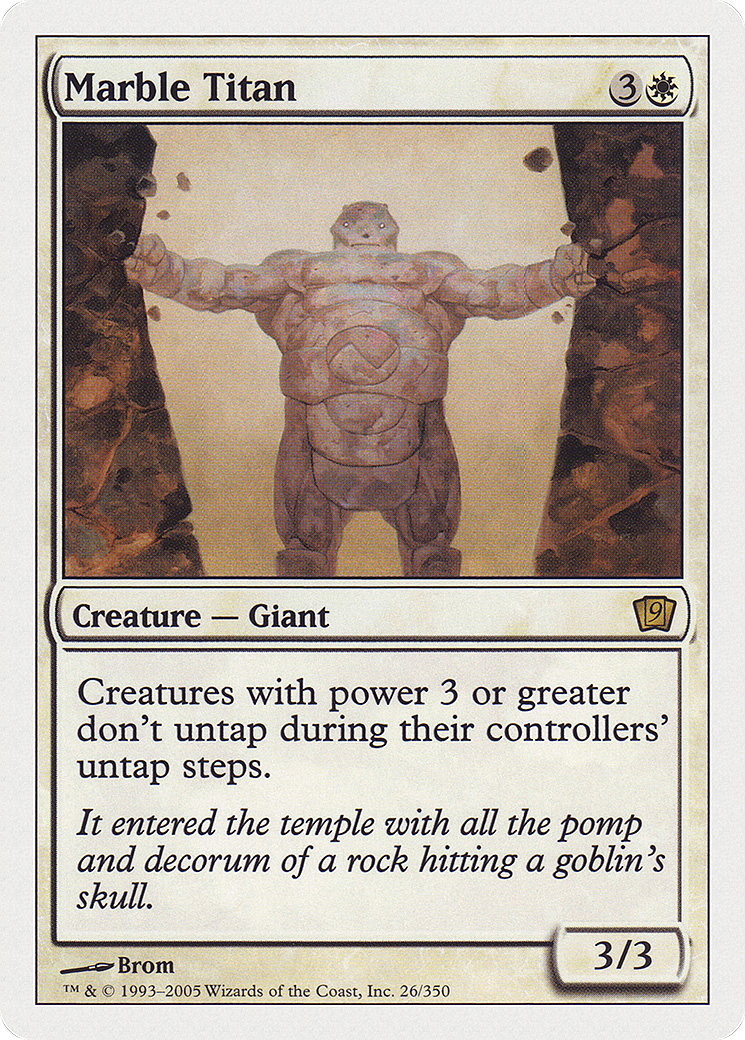 Marble Titan
3
Creature — Giant
9
Creatures with power 3 or greater
don't untap during their controllers'
untap steps.
It entered the temple with all the pomp
and decorum of a rock hitting a goblin's
skull.
3/3
Brom
™ & © 1993–2005 Wizards of the Coast, Inc. 26/350